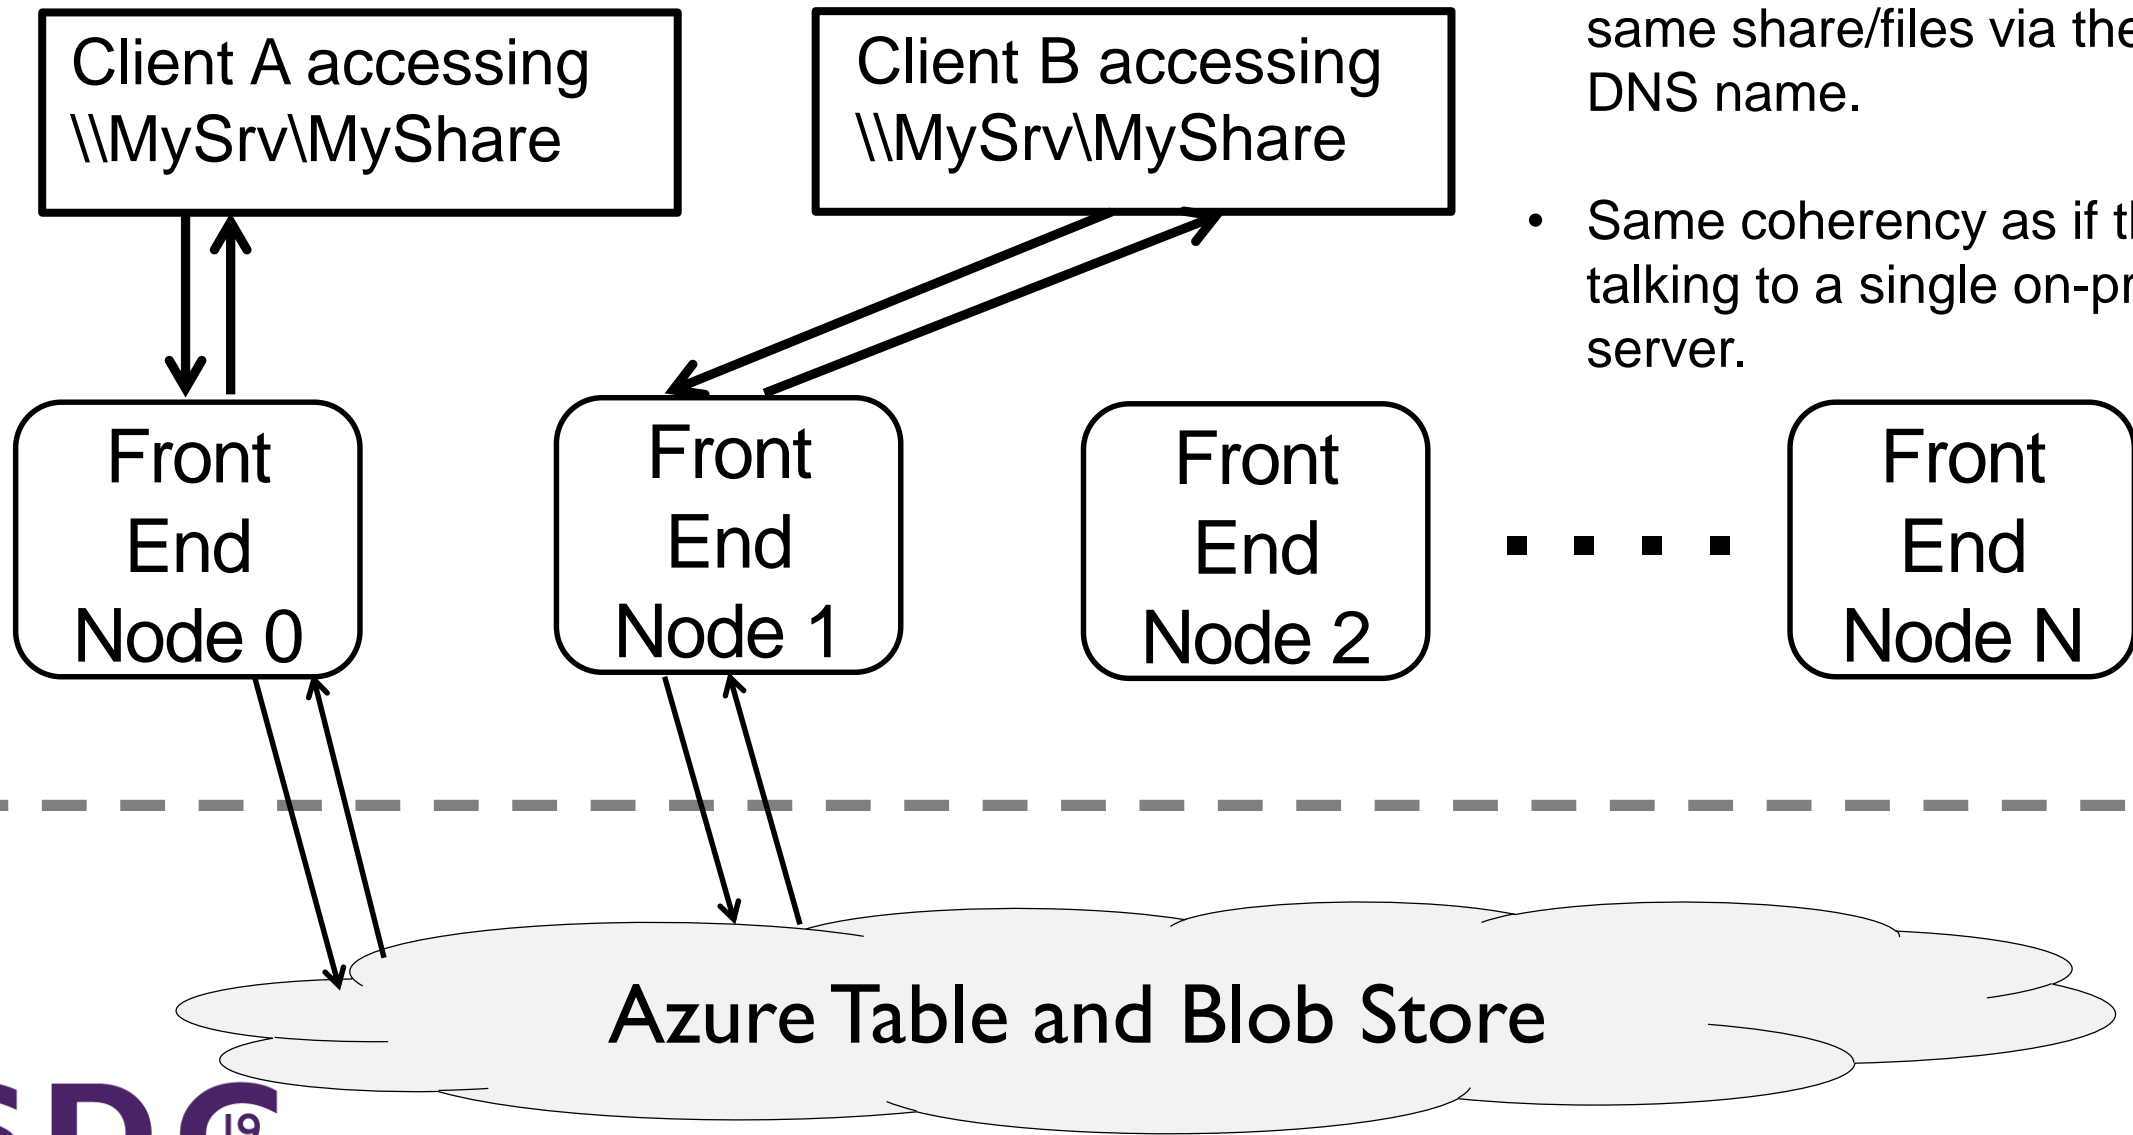 Client A accessing
\\MySrv\MyShare
Client B accessing
\\MySrv\MyShare
same share/files via the
DNS name.
• Same coherency as if
talking to a single
server.
Front
End
Node 0
Front
End
Node 1
Front
End
Node 2
Front
End
Node N
Azure Table and Blob Store
SDC
19